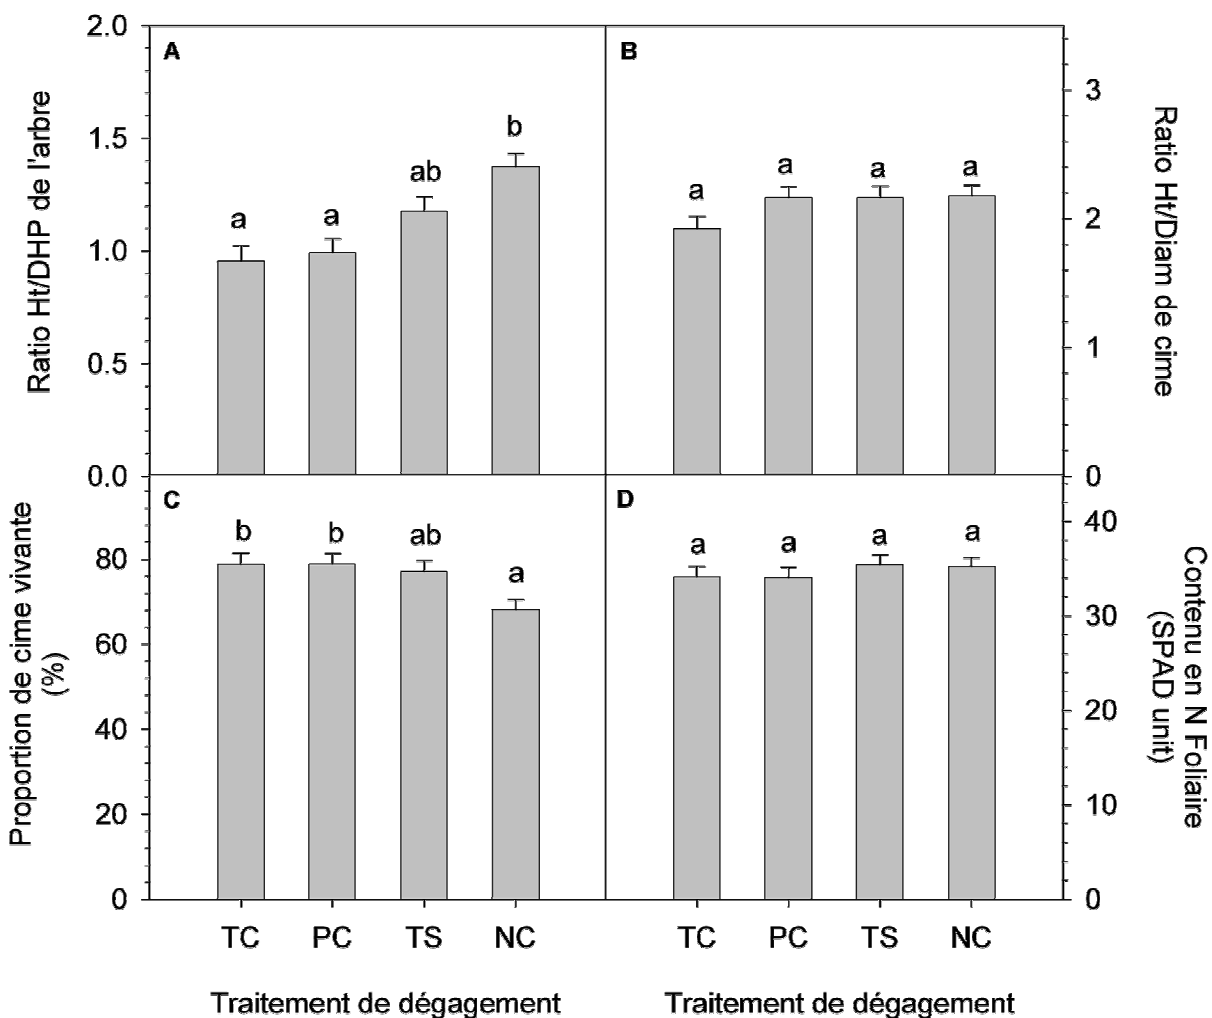 Ratio Ht/DHP de l'arbre
2.0
1.5
1.0
0.5
0.0
A
a
a
ab
b
B
a
a
a
a
3
2
1
0
Ratio Ht/Diam de cime
Proportion de cime vivante
(%)
80
60
40
20
0
C
b
b
ab
a
D
a
a
a
a
40
30
20
10
0
Contenu en N Foliaire
(SPAD unit)
TC PC TS NC
TC PC TS NC
Traitement de dégagement
Traitement de dégagement